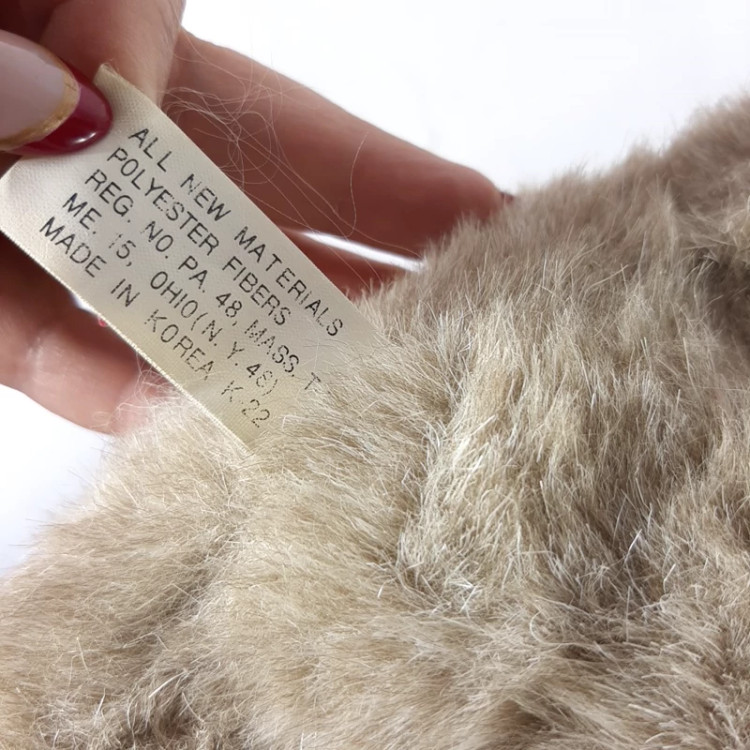 ALL NEW MATERIALS
POLYESTER FIBERS
REG. NO. PA. 48, MASS. T
ME. 15, OHIO (N. Y. 48)
MADE IN KOREA K-22